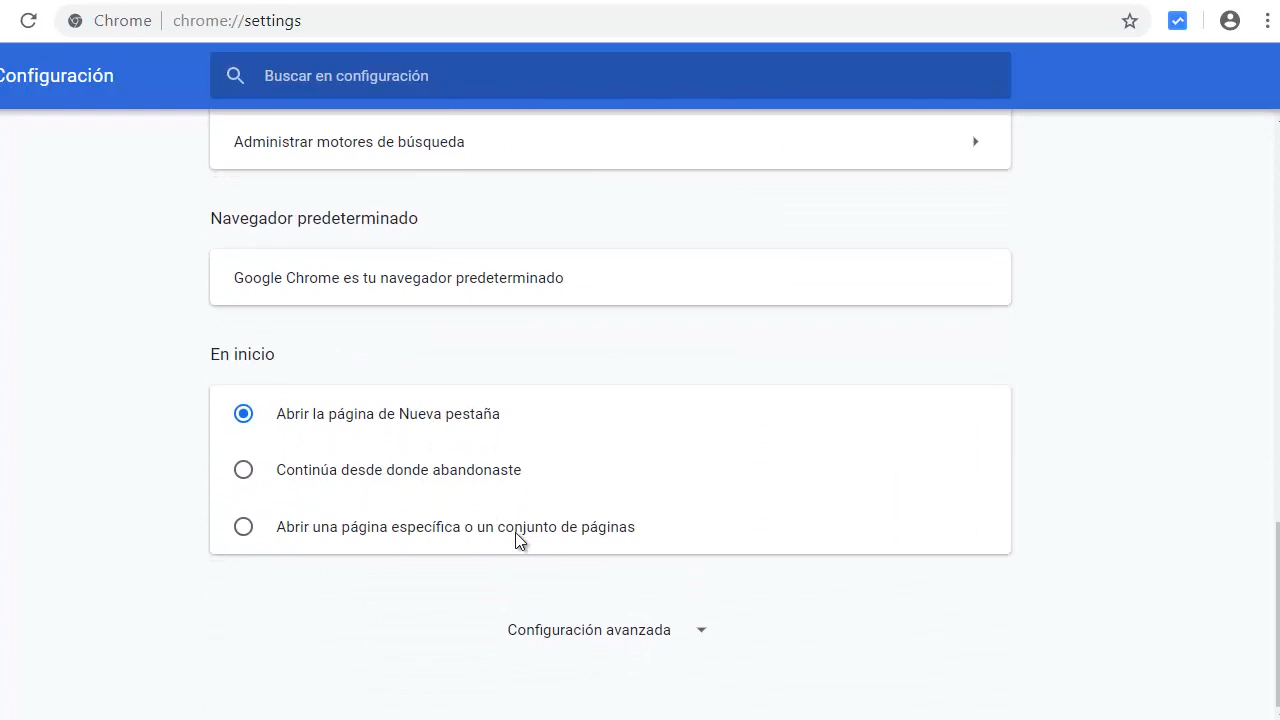 Chrome chrome://settings
Configuración
Buscar en configuración
Administrar motores de búsqueda
Navegador predeterminado
Google Chrome es tu navegador predeterminado
En inicio
Abrir la página de Nueva pestaña
Continúa desde donde abandonaste
Abrir una página específica o un conjunto de páginas
Configuración avanzada